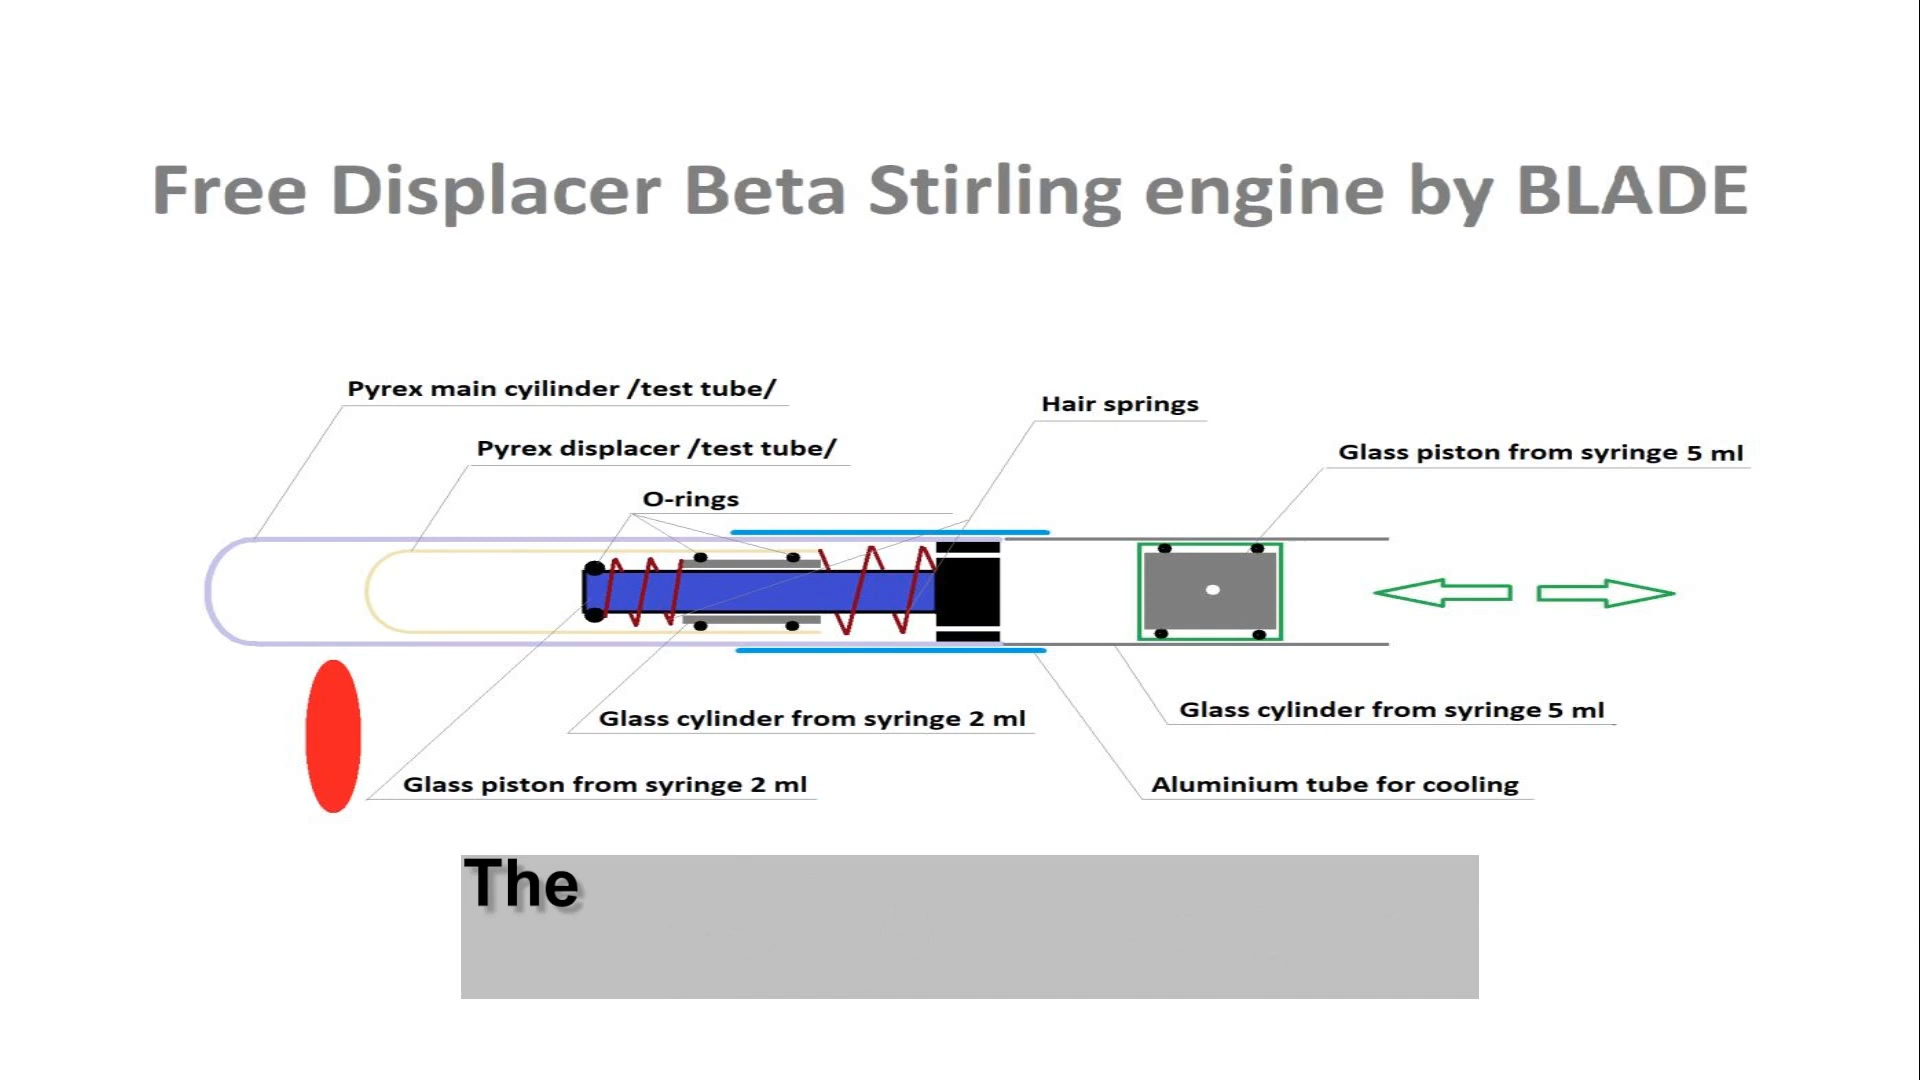 Free Displacer Beta Stirling engine by BLADE
Pyrex main cyilinder /test tube/
Hair springs
Pyrex displacer /test tube/
Glass piston from syringe 5 ml
O-rings
Glass cylinder from syringe 2 ml
Glass cylinder from syringe 5 ml
Glass piston from syringe 2 ml
Aluminium tube for cooling
The